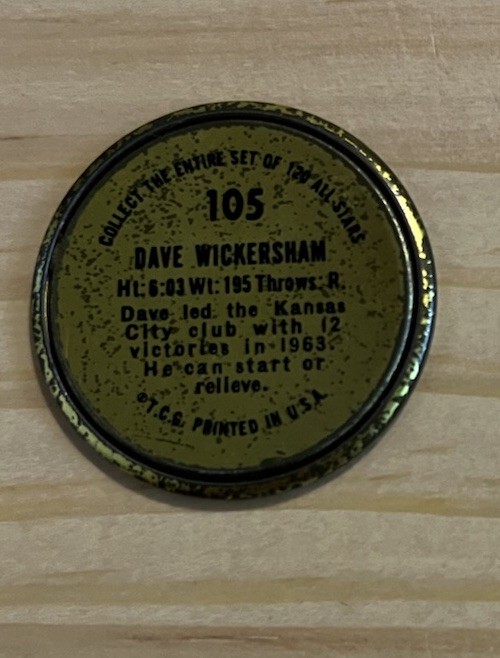 COLLECT THE ENTIRE SET OF 120 ALL-STARS
105
DAVE WICKERSHAM
Ht: 6:03 Wt: 195 Throws: R.
Dave led the Kansas
City club with 12
victories in 1963.
He can start or
relieve.
©T.C.G. PRINTED IN U.S.A.